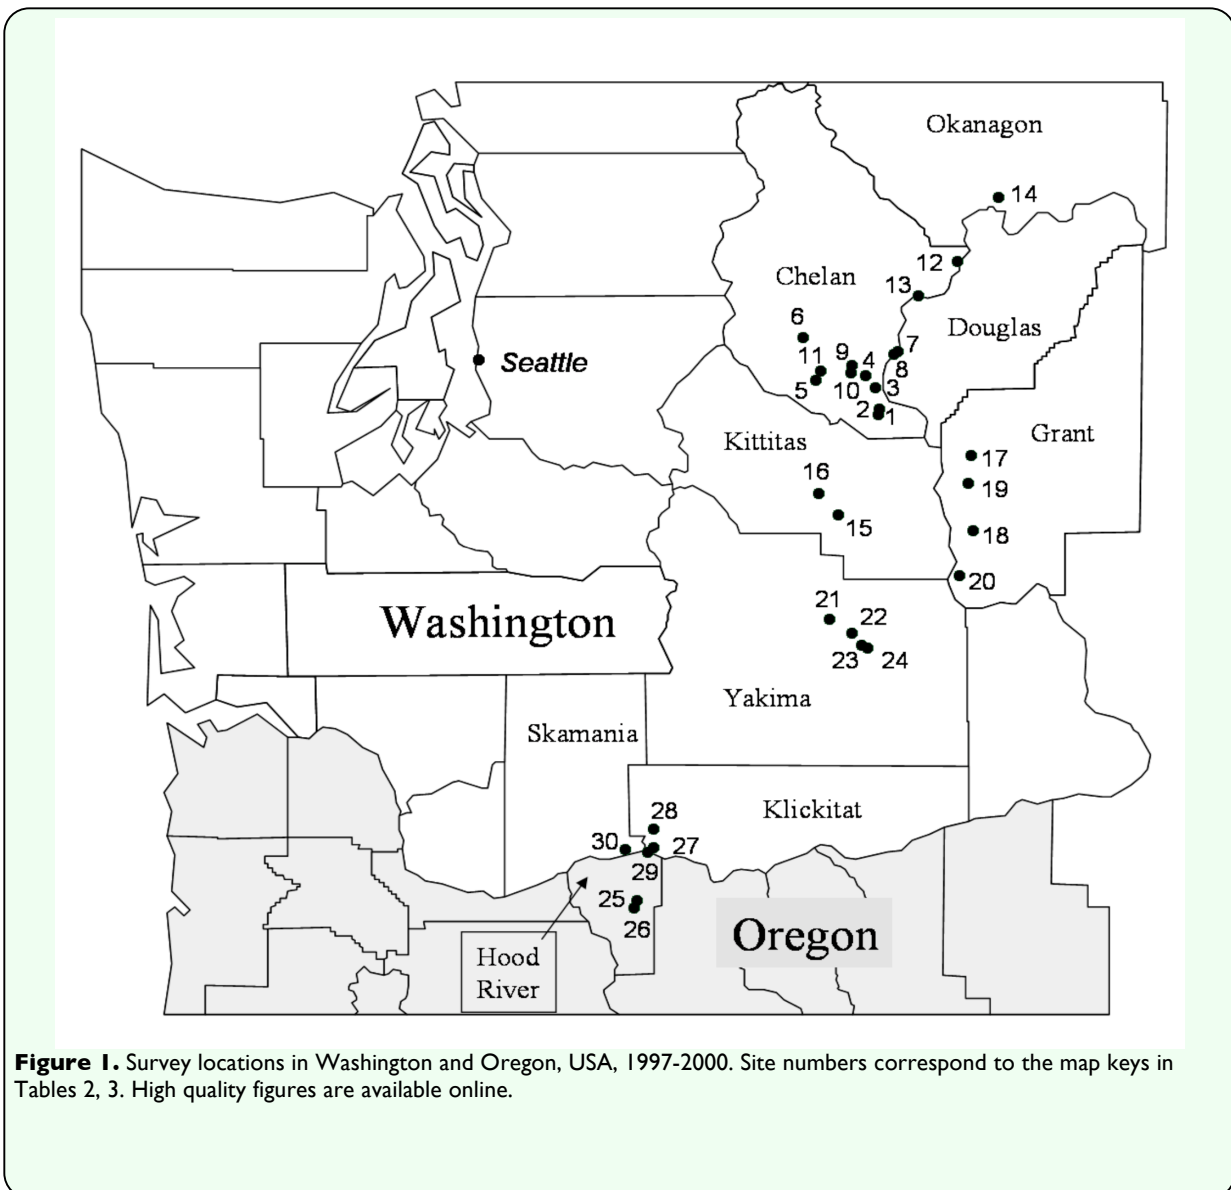 Okanagon
14
12
Chelan
13
Douglas
6
7
9
4
11
8
Seattle
5
10
3
2
1
Grant
Kittitas
17
16
19
15
18
20
21
22
Washington
23
24
Yakima
Skamania
Klickitat
28
30
27
29
25
26
Oregon
Hood
River
Figure 1. Survey locations in Washington and Oregon, USA, 1997-2000. Site numbers correspond to the map keys in
Tables 2, 3. High quality figures are available online.